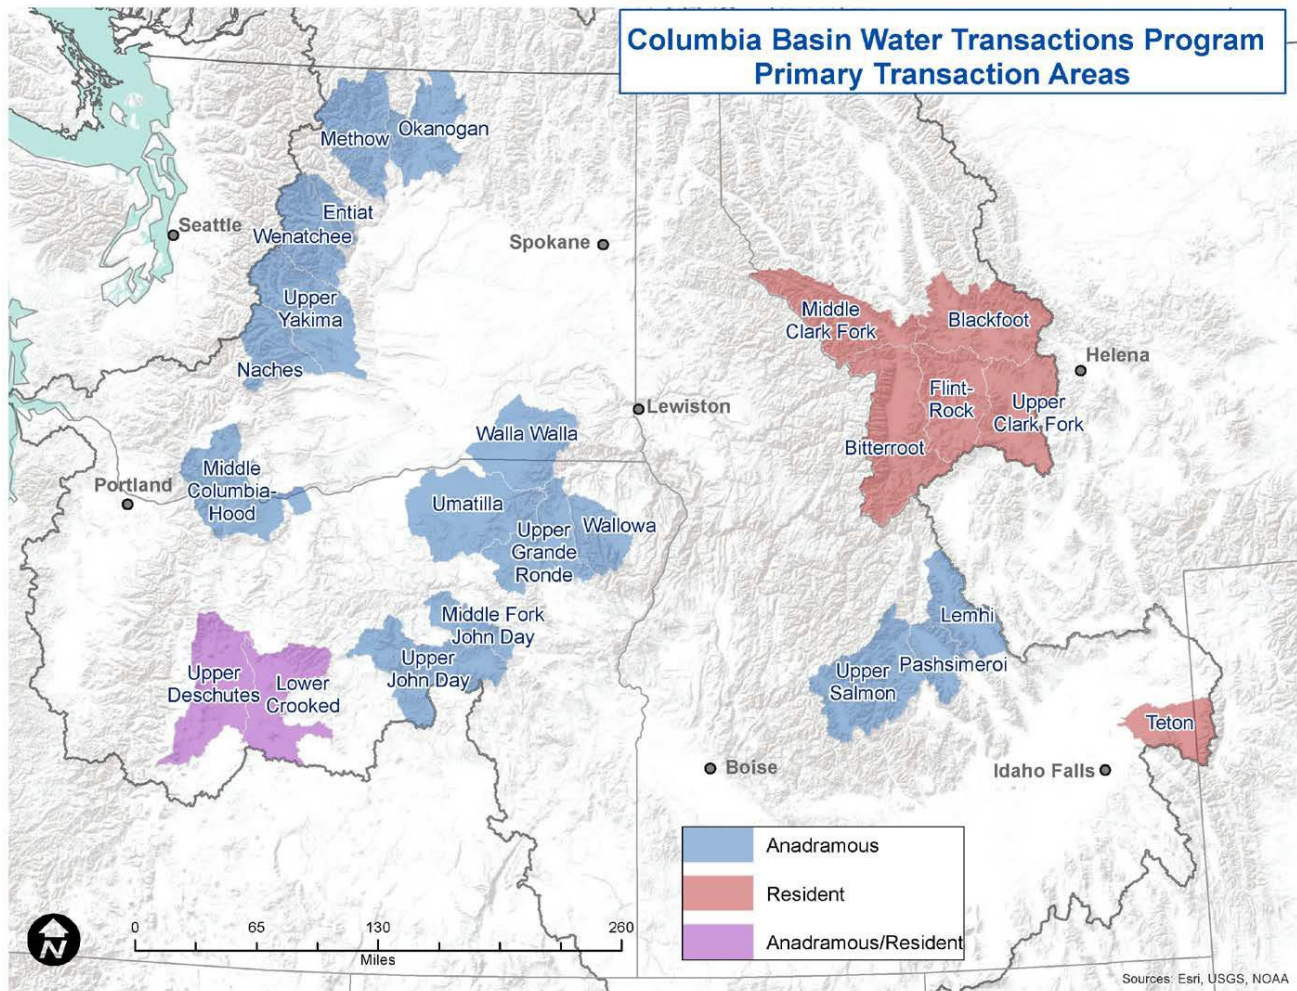 Columbia Basin Water Transactions Program
Primary Transaction Areas
Methow
Okanogan
Entiat
Seattle
Wenatchee
Spokane
Upper
Yakima
Naches
Middle
Clark Fork
Blackfoot
Helena
Flint-
Rock
Upper
Clark Fork
Bitterroot
Lewiston
Walla Walla
Middle
Columbia-
Hood
Portland
Umatilla
Upper
Grande
Ronde
Wallowa
Middle Fork
John Day
Upper
John Day
Upper
Deschutes
Lower
Crooked
Lemhi
Pashsimeroi
Upper
Salmon
Teton
Boise
Idaho Falls
Anadramous
Resident
Anadramous/Resident
N
0 65 130 260
Miles
Sources: Esri, USGS, NOAA